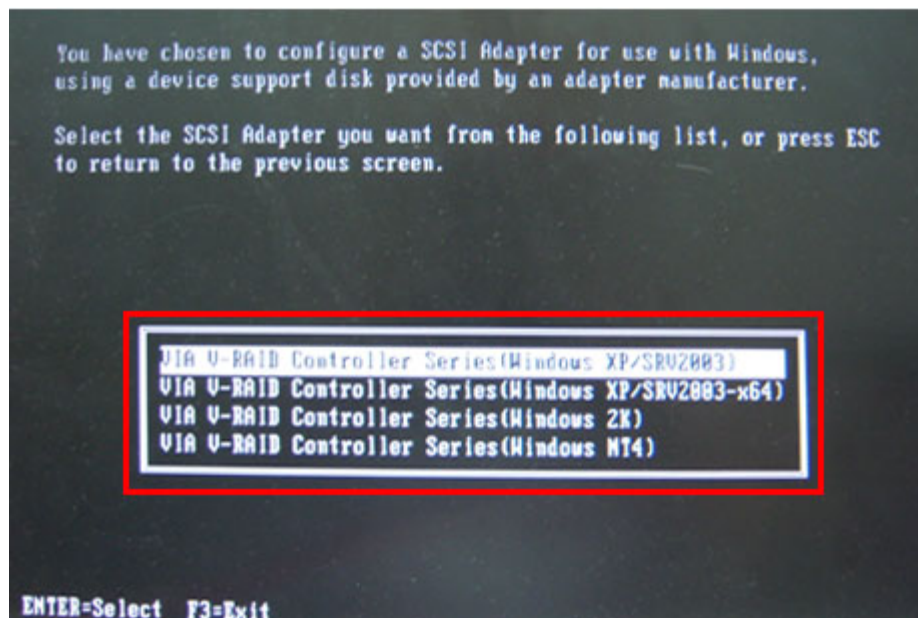 You have chosen to configure a SCSI Adapter for use with Windows,
using a device support disk provided by an adapter manufacturer.
Select the SCSI Adapter you want from the following list, or press ESC
to return to the previous screen.
VIA V-RAID Controller Series(Windows XP/SRV2003)
VIA V-RAID Controller Series(Windows XP/SRV2003-x64)
VIA V-RAID Controller Series(Windows 2K)
VIA V-RAID Controller Series(Windows NT4)
ENTER=Select F3=Exit